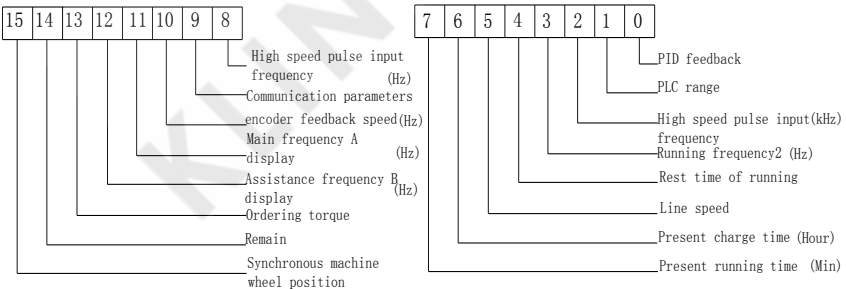 15 14 13 12 11 10 9 8
High speed pulse input
frequency (Hz)
Communication parameters
encoder feedback speed(Hz)
Main frequency A
display (Hz)
Assistance frequency B
display (Hz)
Ordering torque
Remain
Synchronous machine
wheel position
7 6 5 4 3 2 1 0
PID feedback
PLC range
High speed pulse input(kHz)
frequency
Running frequency2 (Hz)
Rest time of running
Line speed
Present charge time (Hour)
Present running time (Min)
KLIN